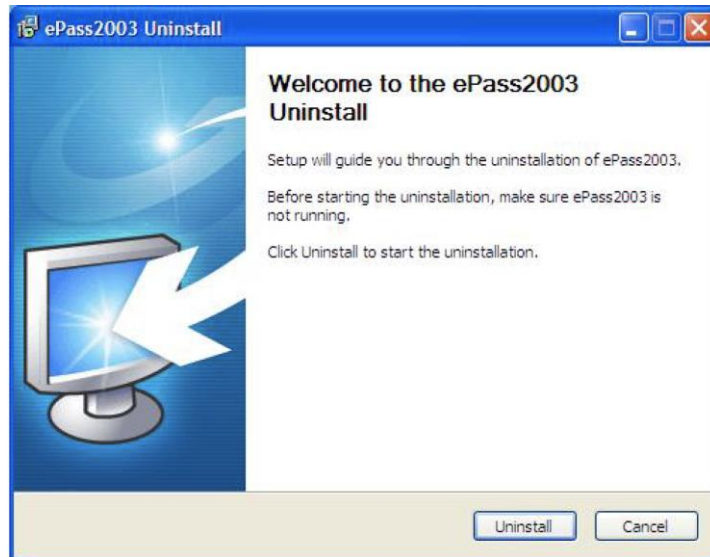 ePass2003 Uninstall
Welcome to the ePass2003
Uninstall
Setup will guide you through the uninstallation of ePass2003.
Before starting the uninstallation, make sure ePass2003 is
not running.
Click Uninstall to start the uninstallation.
Uninstall
Cancel